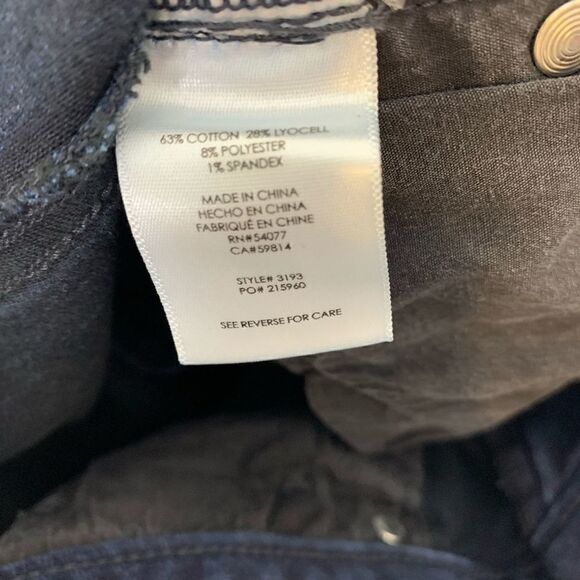 63% COTTON 28% LYOCELL
8% POLYESTER
1% SPANDEX
MADE IN CHINA
HECHO EN CHINA
FABRIQUÉ EN CHINE
RN#54077
CA#59814
STYLE# 3193
PO# 215960
SEE REVERSE FOR CARE